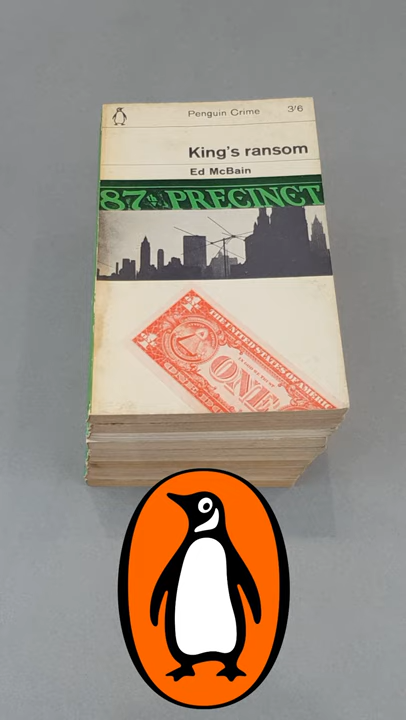 Penguin Crime 3'6
King's ransom
Ed McBain
87th PRECINCT
THE UNITED STATES OF AMERICA
ONE